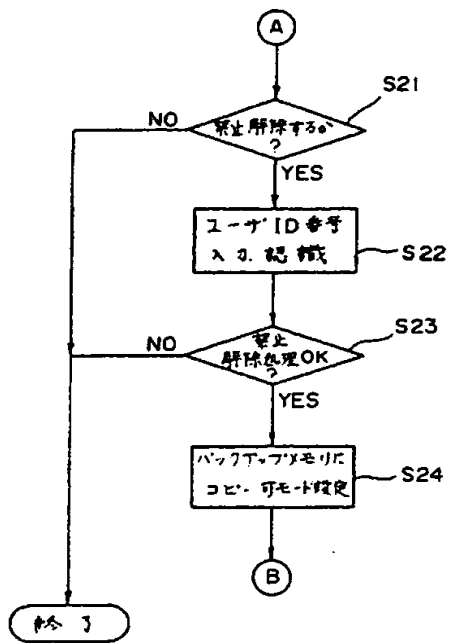 A
S21
禁止解除するか
?
NO
YES
ユーザID番号
入力認識
S22
S23
禁止
解除処理OK
?
NO
YES
バックアップメモリに
コピー可モード設定
S24
B
終了